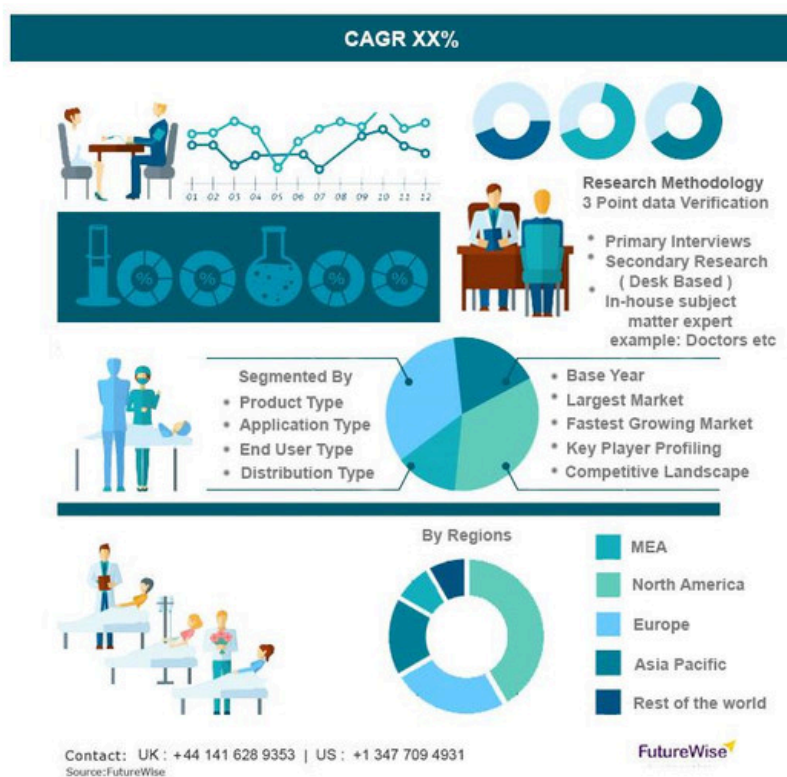 CAGR XX%
01 02 03 04 05 06 07 08 09 10 11 12
Research Methodology
3 Point data Verification
* Primary Interviews
* Secondary Research
( Desk Based )
* In-house subject
matter expert
example: Doctors etc
% % % %
Segmented By
• Product Type
• Application Type
• End User Type
• Distribution Type
• Base Year
• Largest Market
• Fastest Growing Market
• Key Player Profiling
• Competitive Landscape
By Regions
MEA
North America
Europe
Asia Pacific
Rest of the world
Contact: UK : +44 141 628 9353 | US : +1 347 709 4931
Source:FutureWise
FutureWise